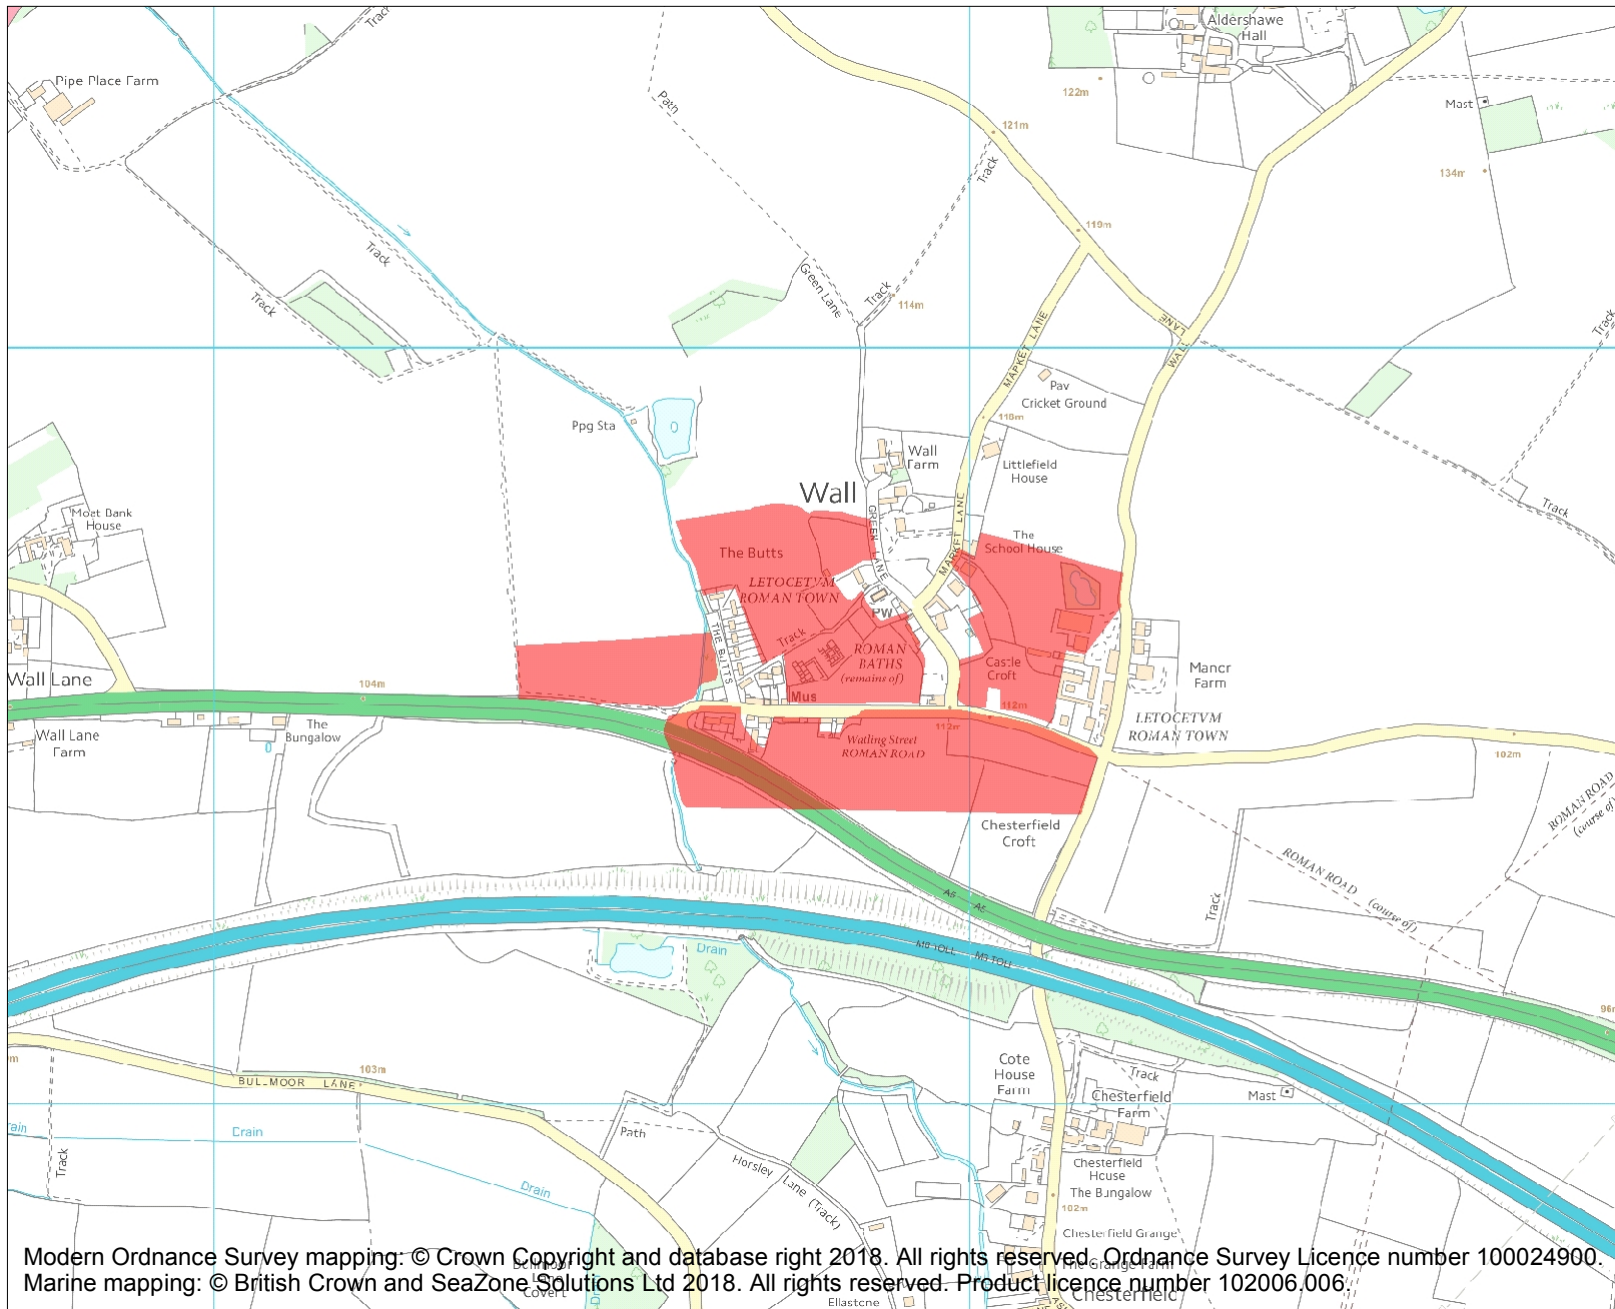 Track
Aldershawe
Hall
Pipe Place Farm
122m
Mast
Path
121m
Track
134m
119m
Track
Green Lane
Track
Track
114m
LANE
Track
MARKET LANE
WALL
Pav
Cricket Ground
118m
Ppg Sta
Wall
Farm
Littlefield
House
Wall
Moat Bank
House
GREEN LANE
MARKET LANE
Track
The
School House
The Butts
LETOCETVM
ROMAN TOWN
PW
THE BUTTS
Track
ROMAN
BATHS
(remains of)
Castle
Croft
Manor
Farm
Wall Lane
104m
Mus
112m
112m
LETOCETVM
ROMAN TOWN
The
Bungalow
Wall Lane
Farm
Watling Street
ROMAN ROAD
102m
ROMAN ROAD
(course of)
Chesterfield
Croft
ROMAN ROAD
(course of)
A5
A5
Track
Drain
M6 TOLL
M6 TOLL
96m
Cote
House
Farm
103m
BULLMOOR LANE
Track
Chesterfield
Farm
Mast
Drain
Path
Track
Horsley Lane (Track)
Chesterfield
House
The Bungalow
Drain
102m
Chesterfield Grange
Modern Ordnance Survey mapping: © Crown Copyright and database right 2018. All rights reserved. Ordnance Survey Licence number 100024900.
The Grange Farm
Marine mapping: © British Crown and SeaZone Solutions Ltd 2018. All rights reserved. Product licence number 102006.006.
Covert
Chesterfield
Ellastone